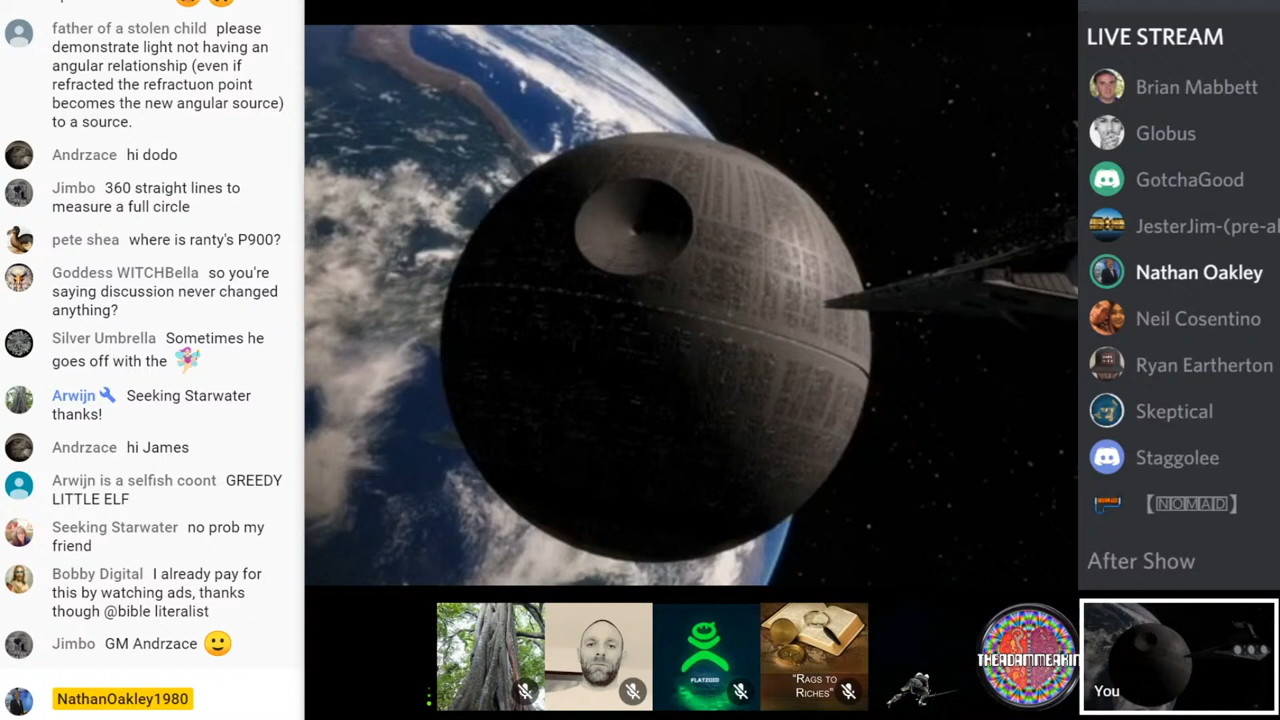 father of a stolen child please
demonstrate light not having an
angular relationship (even if
refracted the refractuon point
becomes the new angular source)
to a source.
Andrzace hi dodo
Jimbo 360 straight lines to
measure a full circle
pete shea where is ranty's P900?
Goddess WITCHBella so you're
saying discussion never changed
anything?
Silver Umbrella Sometimes he
goes off with the
Arwijn Seeking Starwater
thanks!
Andrzace hi James
Arwijn is a selfish coont GREEDY
LITTLE ELF
Seeking Starwater no prob my
friend
Bobby Digital I already pay for
this by watching ads, thanks
though @bible literalist
Jimbo GM Andrzace
NathanOakley1980
FLATZOID
"RAGS TO
RICHES"
THEADAMMEAKIN
You
LIVE STREAM
Brian Mabbett
Globus
GotchaGood
JesterJim-(pre-al
Nathan Oakley
Neil Cosentino
Ryan Eartherton
Skeptical
Staggolee
【NOMAD】
After Show